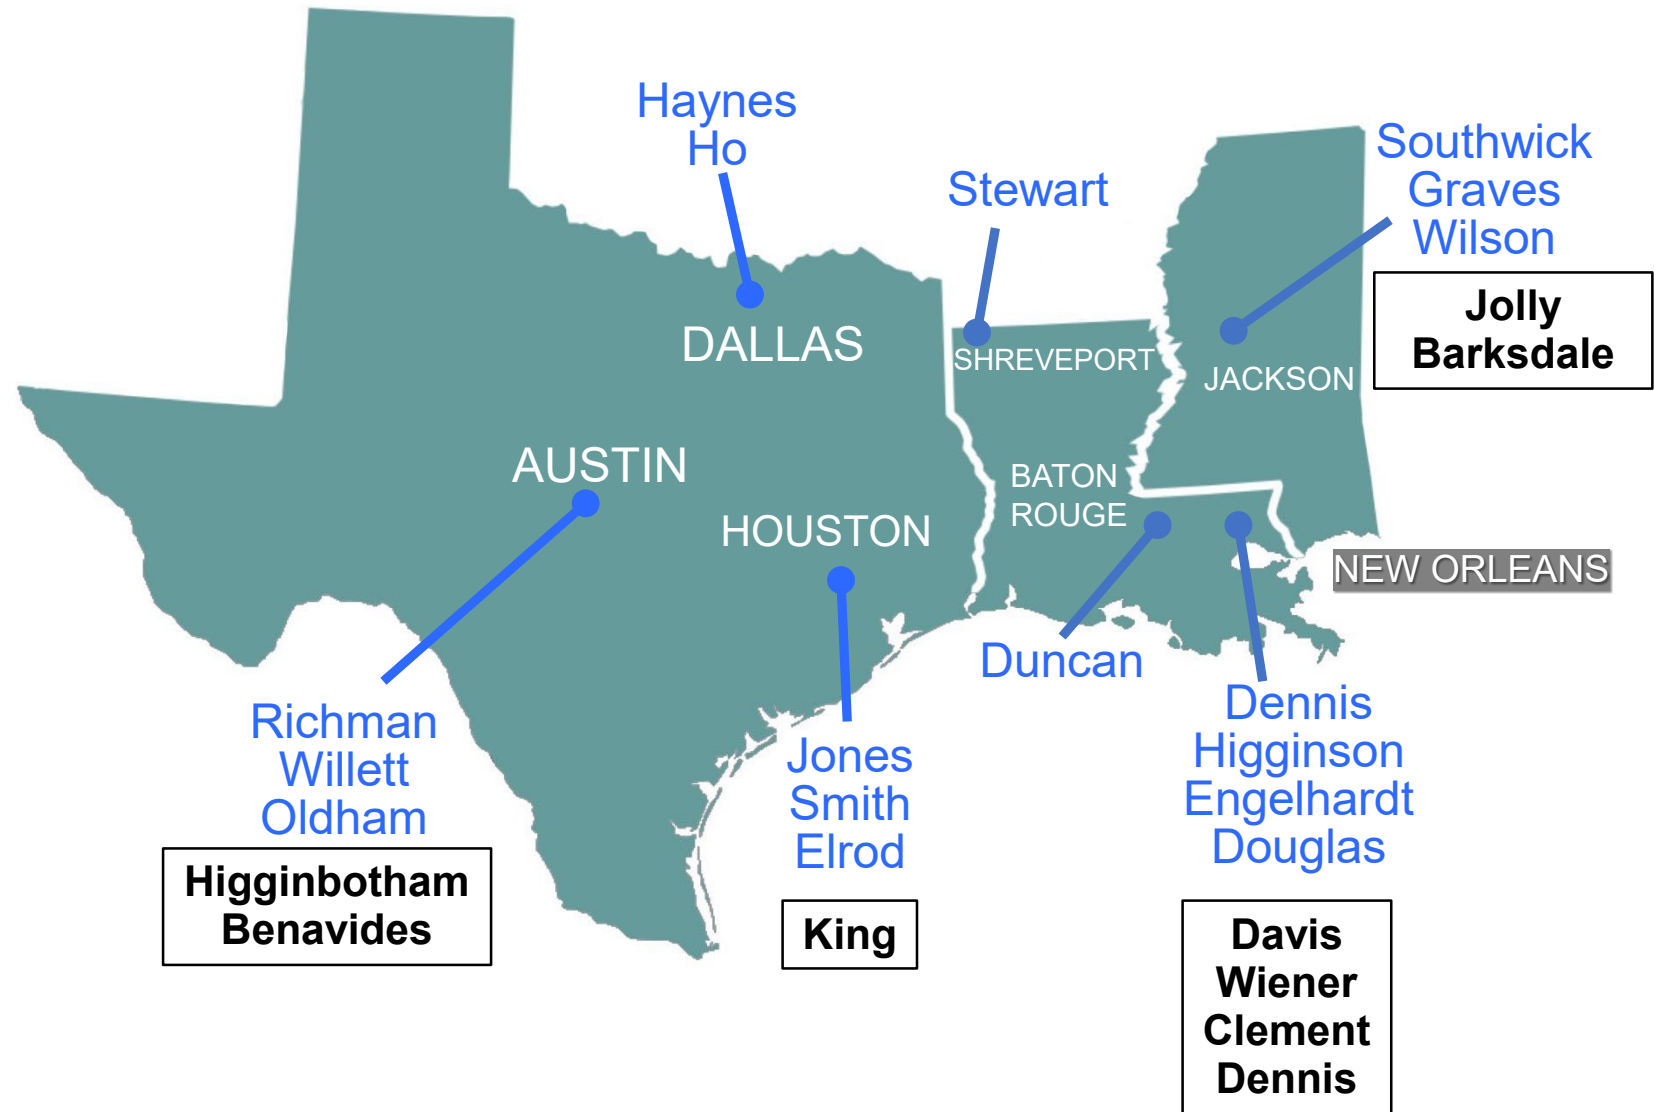 Haynes
Ho
DALLAS
Stewart
SHREVEPORT
Southwick
Graves
Wilson
Jolly
Barksdale
JACKSON
AUSTIN
HOUSTON
BATON
ROUGE
NEW ORLEANS
Richman
Willett
Oldham
Higginbotham
Benavides
Jones
Smith
Elrod
King
Duncan
Dennis
Higginson
Engelhardt
Douglas
Davis
Wiener
Clement
Dennis